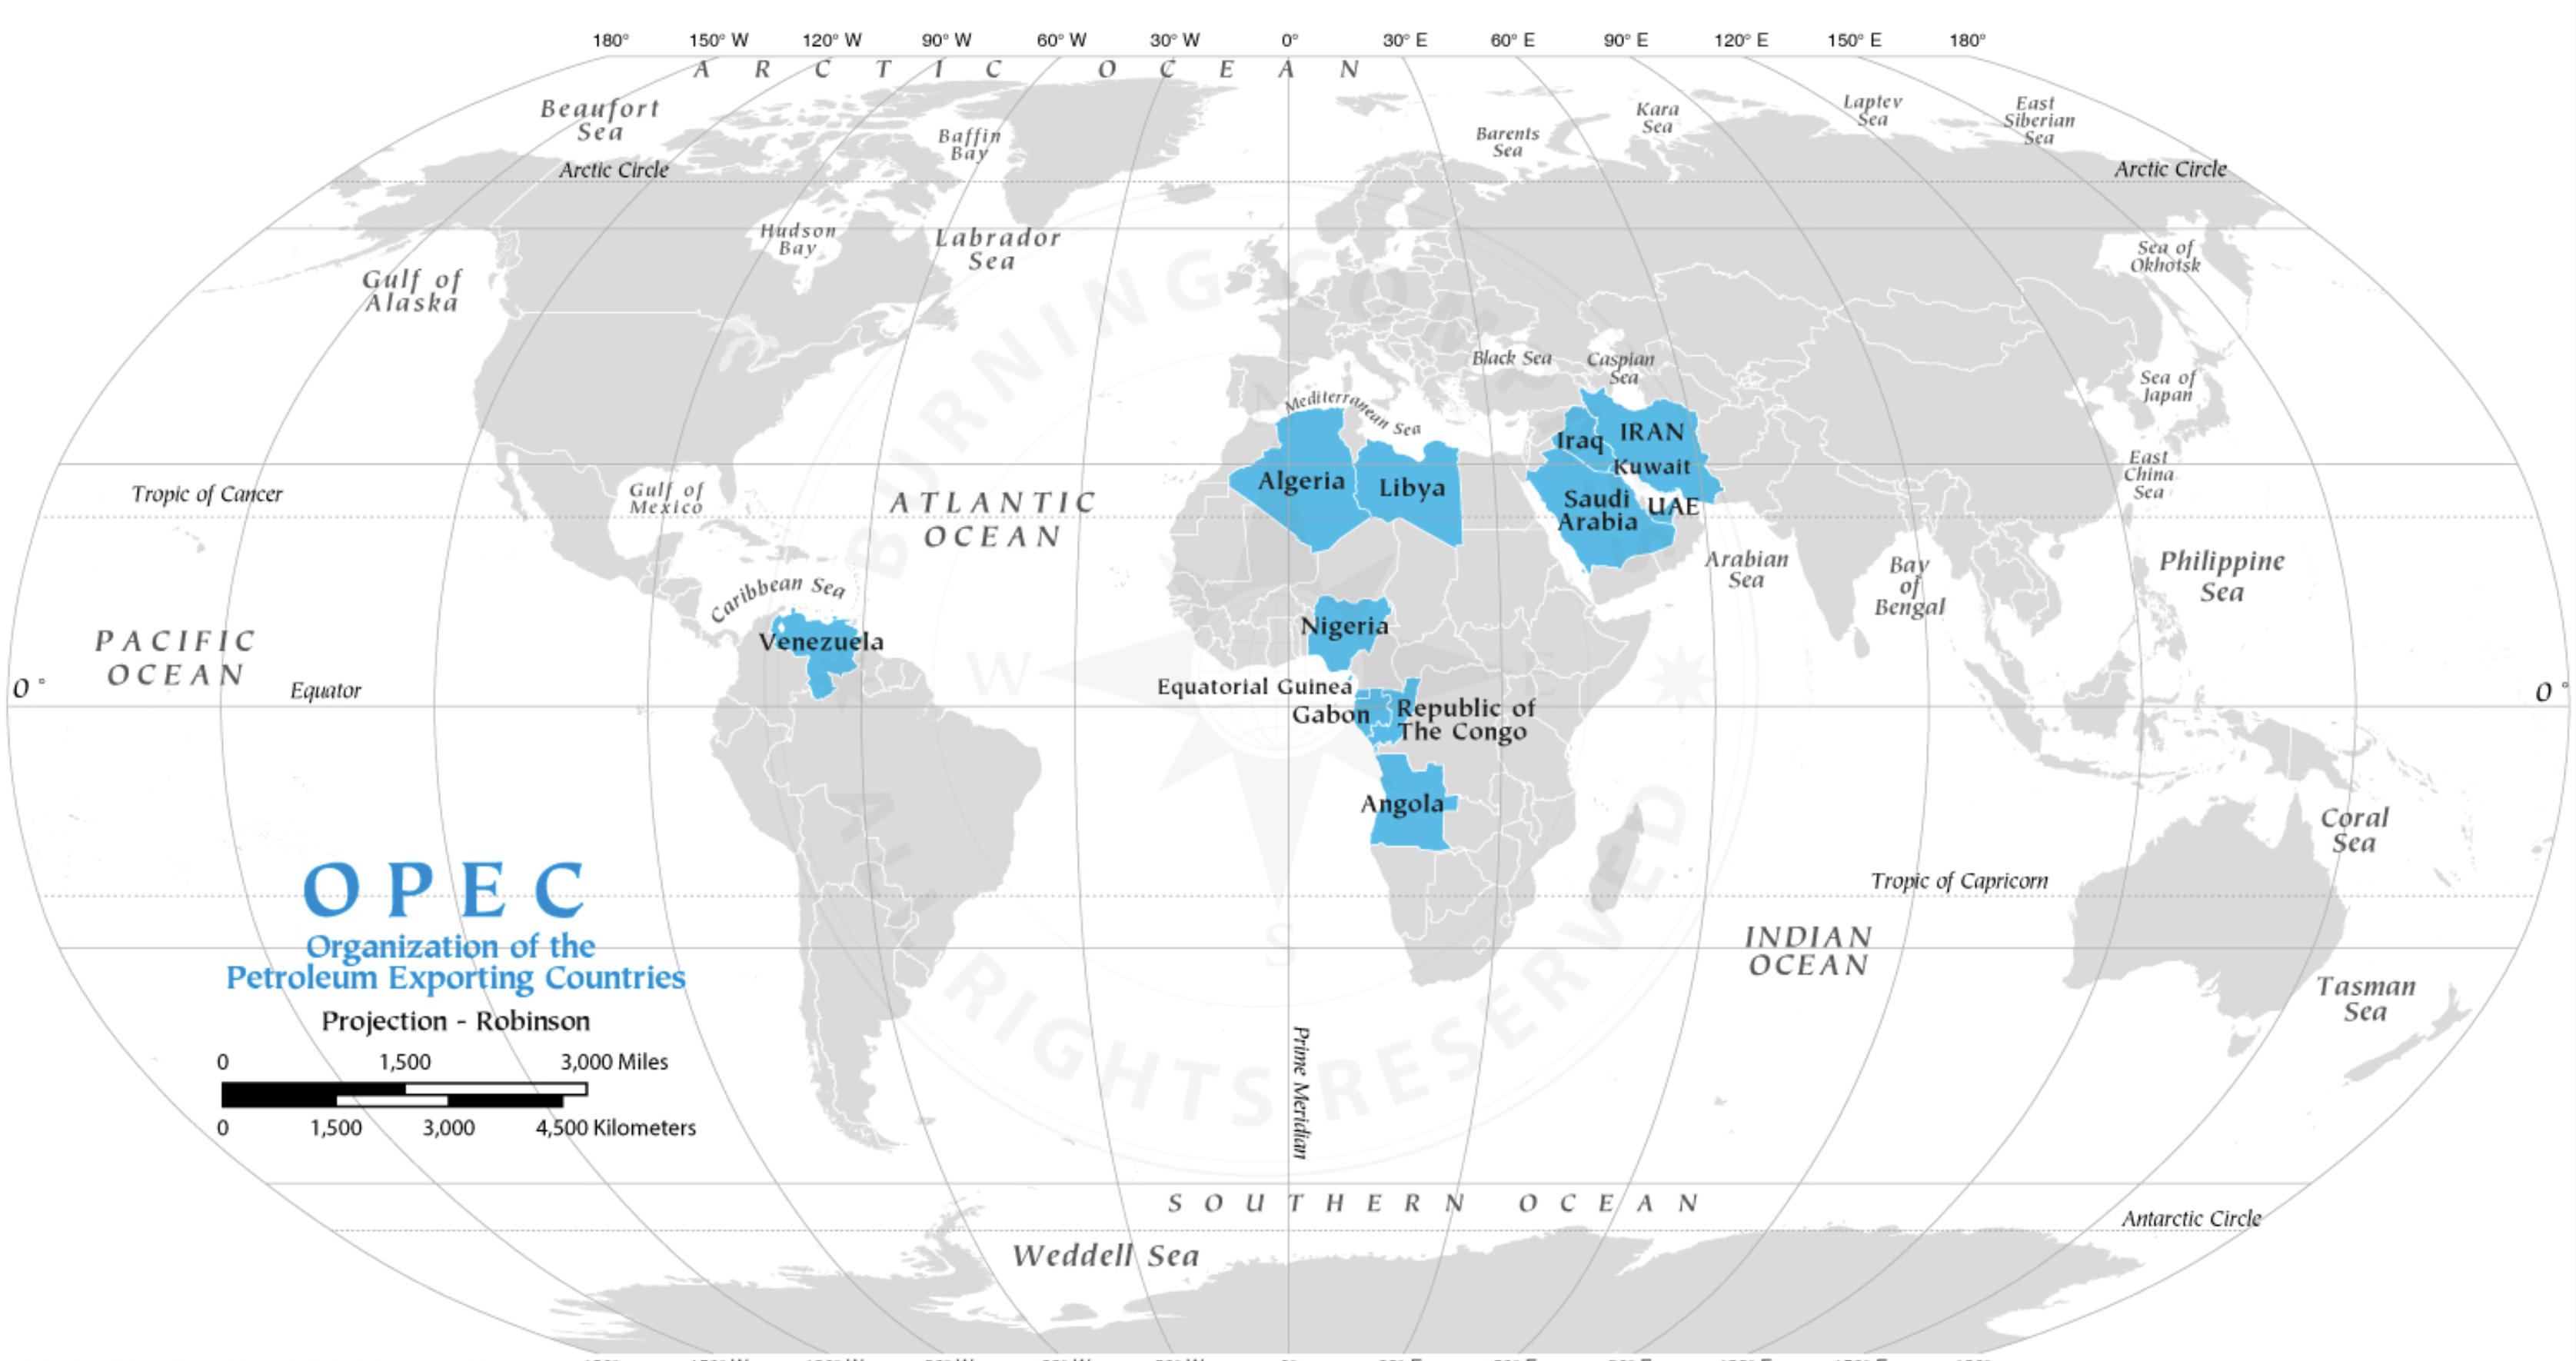 180° 150° W 120° W 90° W 60° W 30° W 0° 30° E 60° E 90° E 120° E 150° E 180°
ARCTIC OCEAN
Beaufort
Sea
Baffin
Bay
Barents
Sea
Kara
Sea
Laptev
Sea
East
Siberian
Sea
Arctic Circle
Arctic Circle
Hudson
Bay
Labrador
Sea
Gulf of
Alaska
Sea of
Okhotsk
Black Sea
Caspian
Sea
Sea of
Japan
Mediterranean Sea
Iraq
IRAN
Kuwait
Algeria
Libya
Saudi
Arabia
UAE
East
China
Sea
Tropic of Cancer
Gulf of
Mexico
ATLANTIC
OCEAN
Arabian
Sea
Bay
of
Bengal
Philippine
Sea
Caribbean Sea
Venezuela
Nigeria
PACIFIC
OCEAN
0°
Equator
0°
Equatorial Guinea
Gabon
Republic of
The Congo
Angola
Coral
Sea
Tropic of Capricorn
INDIAN
OCEAN
Tasman
Sea
OPEC
Organization of the
Petroleum Exporting Countries
Projection - Robinson
0 1,500 3,000 Miles
0 1,500 3,000 4,500 Kilometers
Prime Meridian
SOUTHERN OCEAN
Antarctic Circle
Weddell Sea
BURNING COM
W E
S
ALL RIGHTS RESERVED